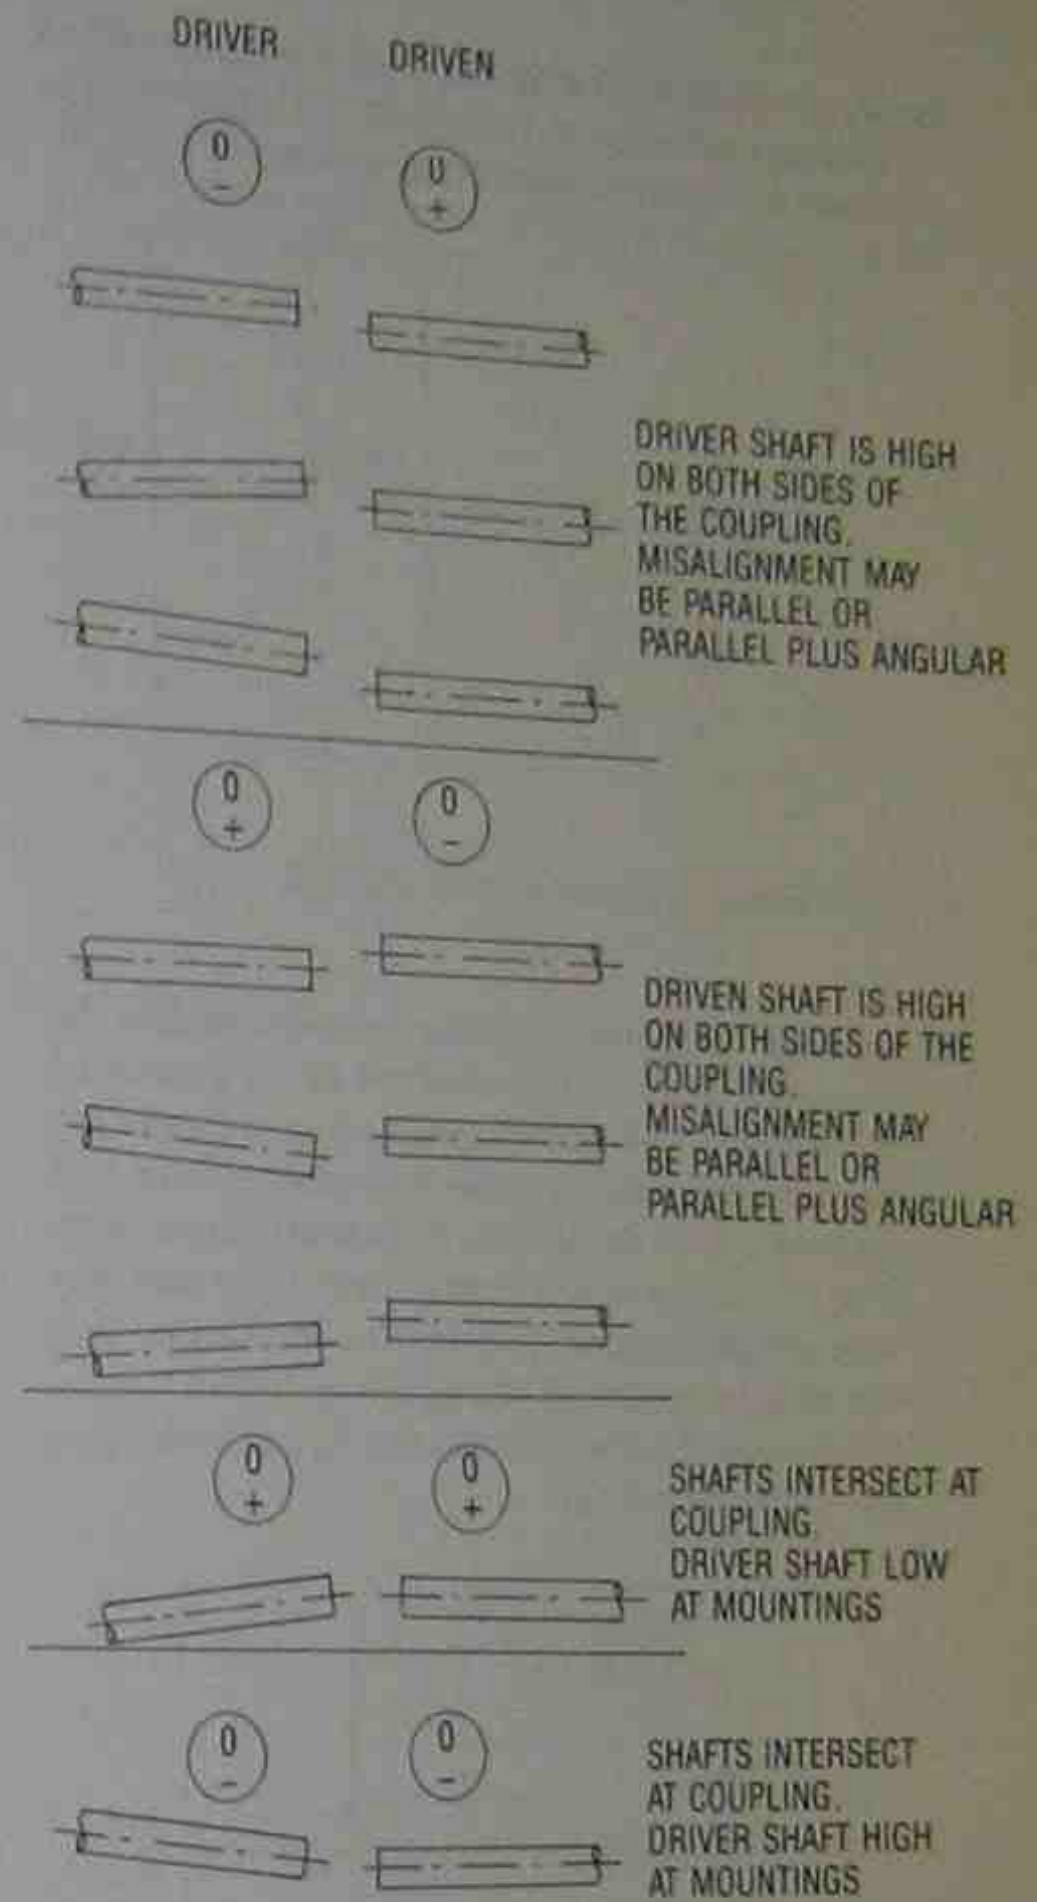 DRIVER DRIVEN
0 0
- +
DRIVER SHAFT IS HIGH
ON BOTH SIDES OF
THE COUPLING.
MISALIGNMENT MAY
BE PARALLEL OR
PARALLEL PLUS ANGULAR
0 0
+ -
DRIVEN SHAFT IS HIGH
ON BOTH SIDES OF THE
COUPLING.
MISALIGNMENT MAY
BE PARALLEL OR
PARALLEL PLUS ANGULAR
0 0
+ +
SHAFTS INTERSECT AT
COUPLING.
DRIVER SHAFT LOW
AT MOUNTINGS
0 0
- -
SHAFTS INTERSECT
AT COUPLING.
DRIVER SHAFT HIGH
AT MOUNTINGS